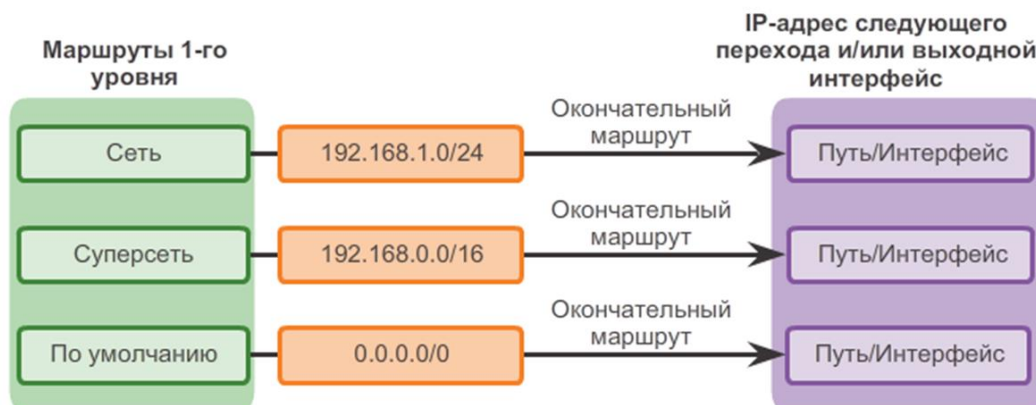 Маршруты 1-го
уровня
IP-адрес следующего
перехода и/или выходной
интерфейс
Сеть
192.168.1.0/24
Окончательный
маршрут
Путь/Интерфейс
Суперсеть
192.168.0.0/16
Окончательный
маршрут
Путь/Интерфейс
По умолчанию
0.0.0.0/0
Окончательный
маршрут
Путь/Интерфейс